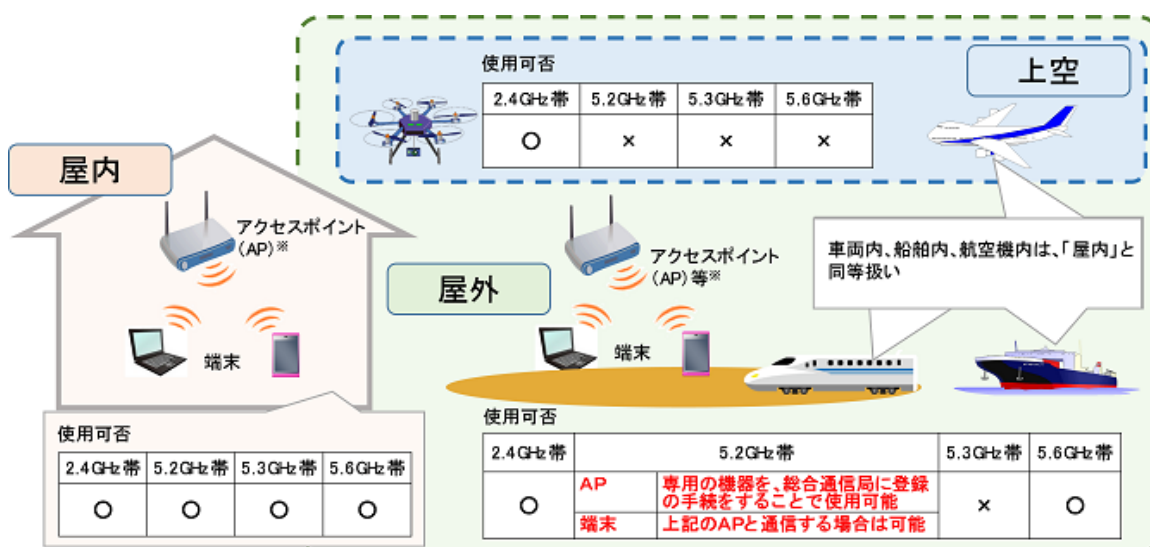 使用可否
上空
2.4GHz帯 5.2GHz帯 5.3GHz帯 5.6GHz帯
○ × × ×
屋内
アクセスポイント
(AP)※
端末
使用可否
2.4GHz帯 5.2GHz帯 5.3GHz帯 5.6GHz帯
○ ○ ○ ○
屋外
アクセスポイント
(AP)等※
端末
車両内、船舶内、航空機内は、「屋内」と
同等扱い
使用可否
2.4GHz帯 5.2GHz帯 5.3GHz帯 5.6GHz帯
○ AP 専用の機器を、総合通信局に登録
の手続をすることで使用可能 × ○
端末 上記のAPと通信する場合は可能